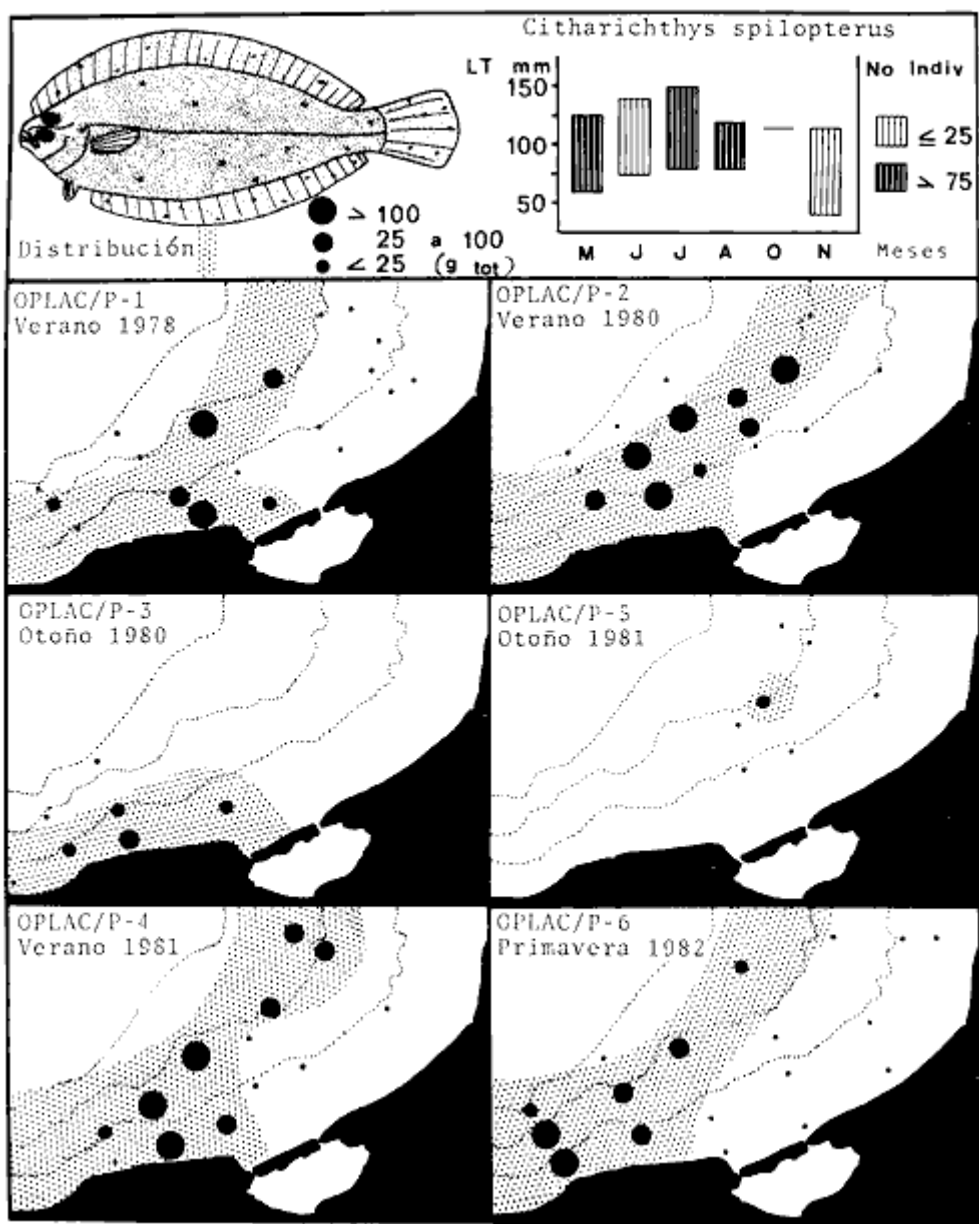 Citharichthys spilopterus
LT mm
No Indiv
150
100
50
≤ 25
> 75
M J J A O N
Meses
Distribución
> 100
25 a 100
< 25 (g tot)
OPLAC/P-1
Verano 1978
OPLAC/P-2
Verano 1980
OPLAC/P-3
Otoño 1980
OPLAC/P-5
Otoño 1981
OPLAC/P-4
Verano 1981
OPLAC/P-6
Primavera 1982